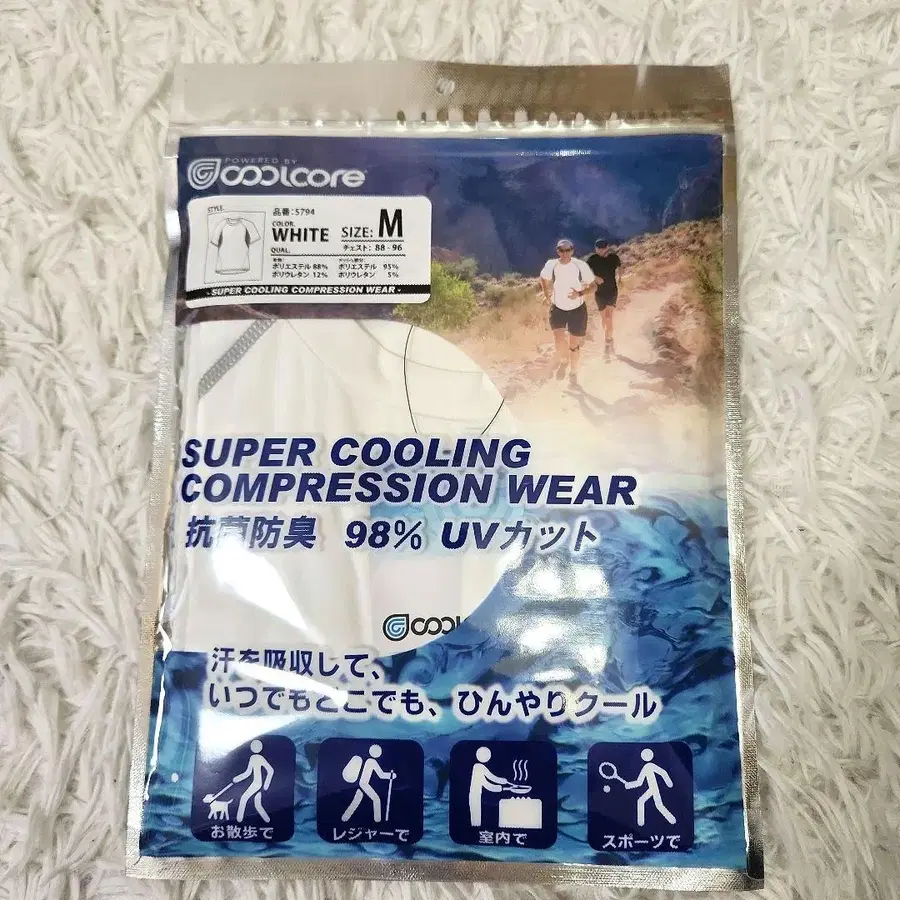 POWERED BY
coolcore
STYLE.
品番:5794
COLOR.
WHITE
SIZE: M
チェスト: 88 - 96
QUAL.
ポリエステル 88%
ポリウレタン 12%
ポリエステル 95%
ポリウレタン 5%
- SUPER COOLING COMPRESSION WEAR -
SUPER COOLING
COMPRESSION WEAR
抗菌防臭 98% UVカット
汗を吸収して、
いつでもどこでも、ひんやりクール
お散歩で
レジャーで
室内で
スポーツで